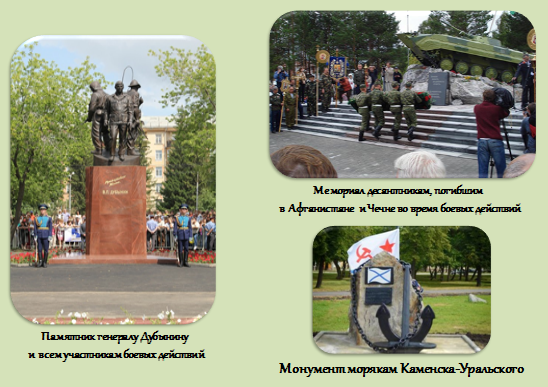 Памятник генералу Дубынину
и всем участникам боевых действий
Мемориал десантникам, погибшим
в Афганистане и Чечне во время боевых действий
Монумент морякам Каменска-Уральского